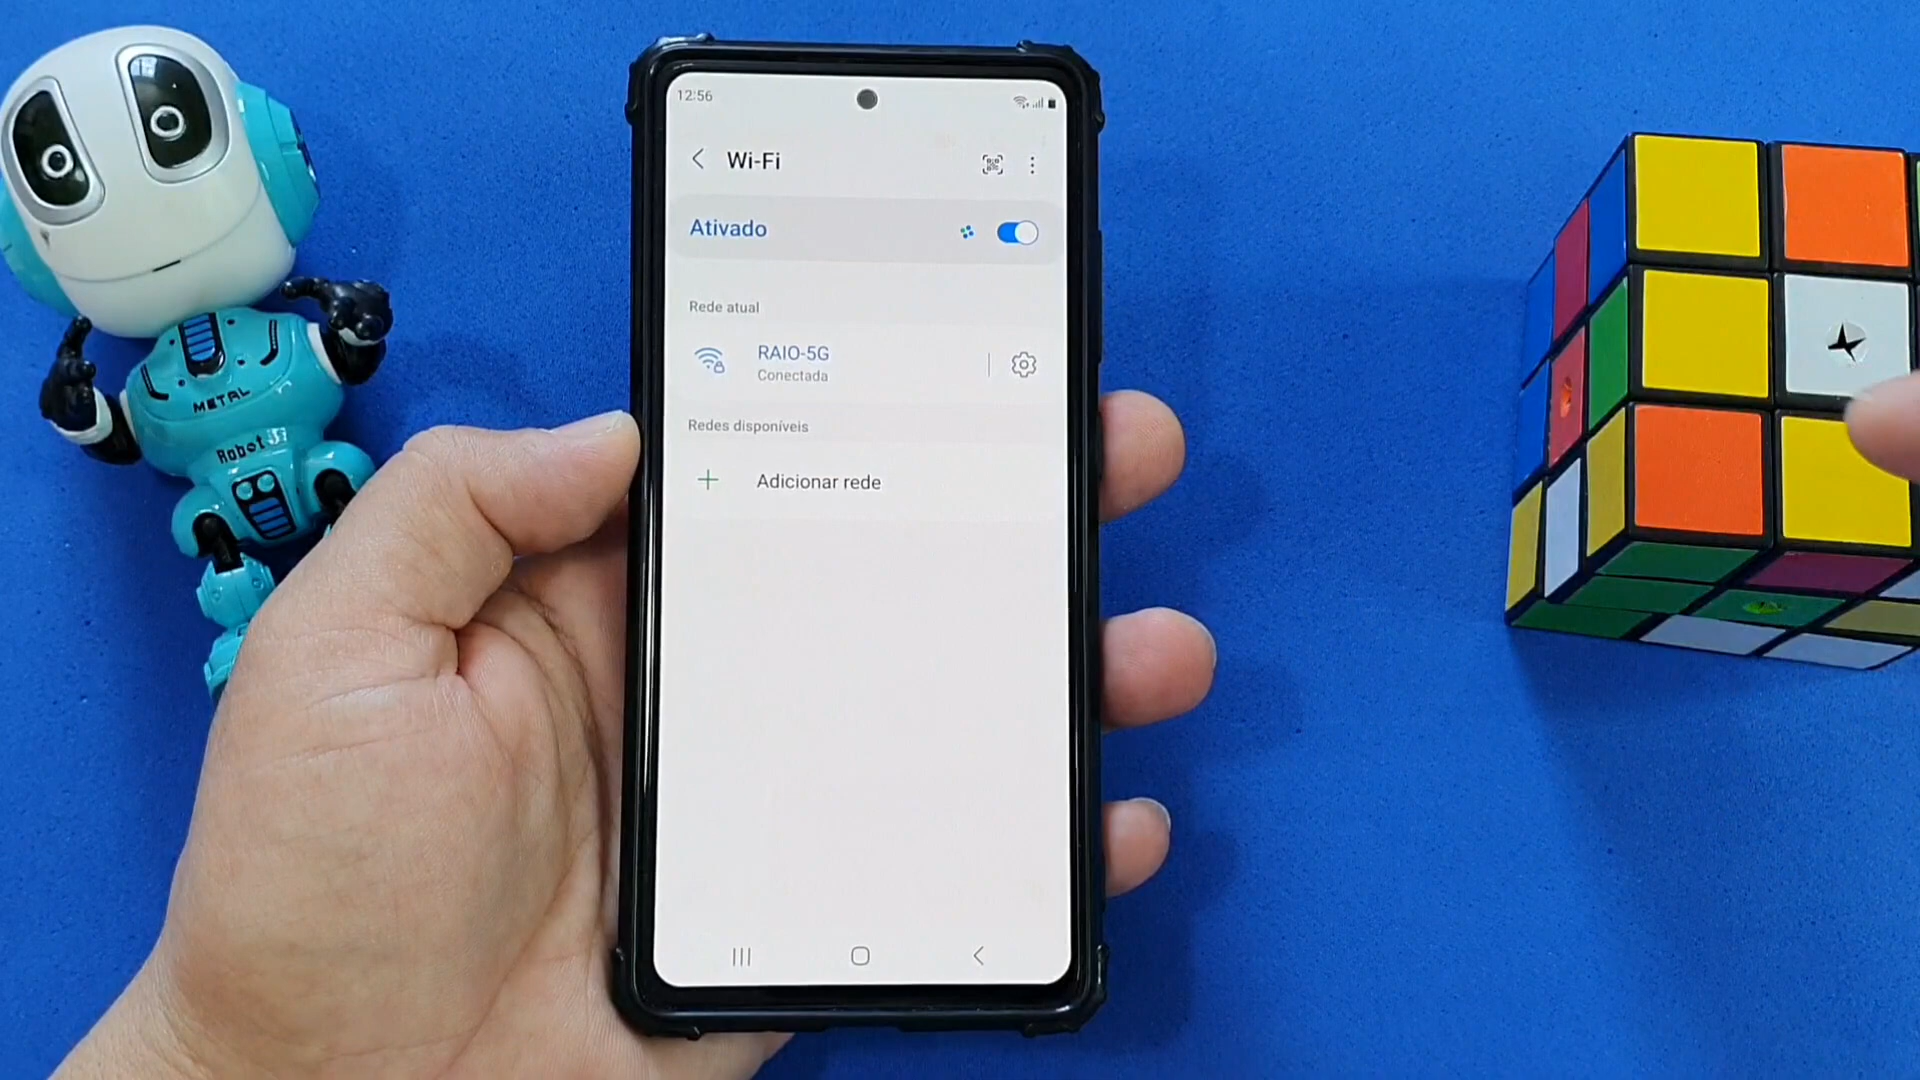 12:56
Wi-Fi
Ativado
Rede atual
RAIO-5G
Conectada
Redes disponíveis
Adicionar rede
METAL
Robot